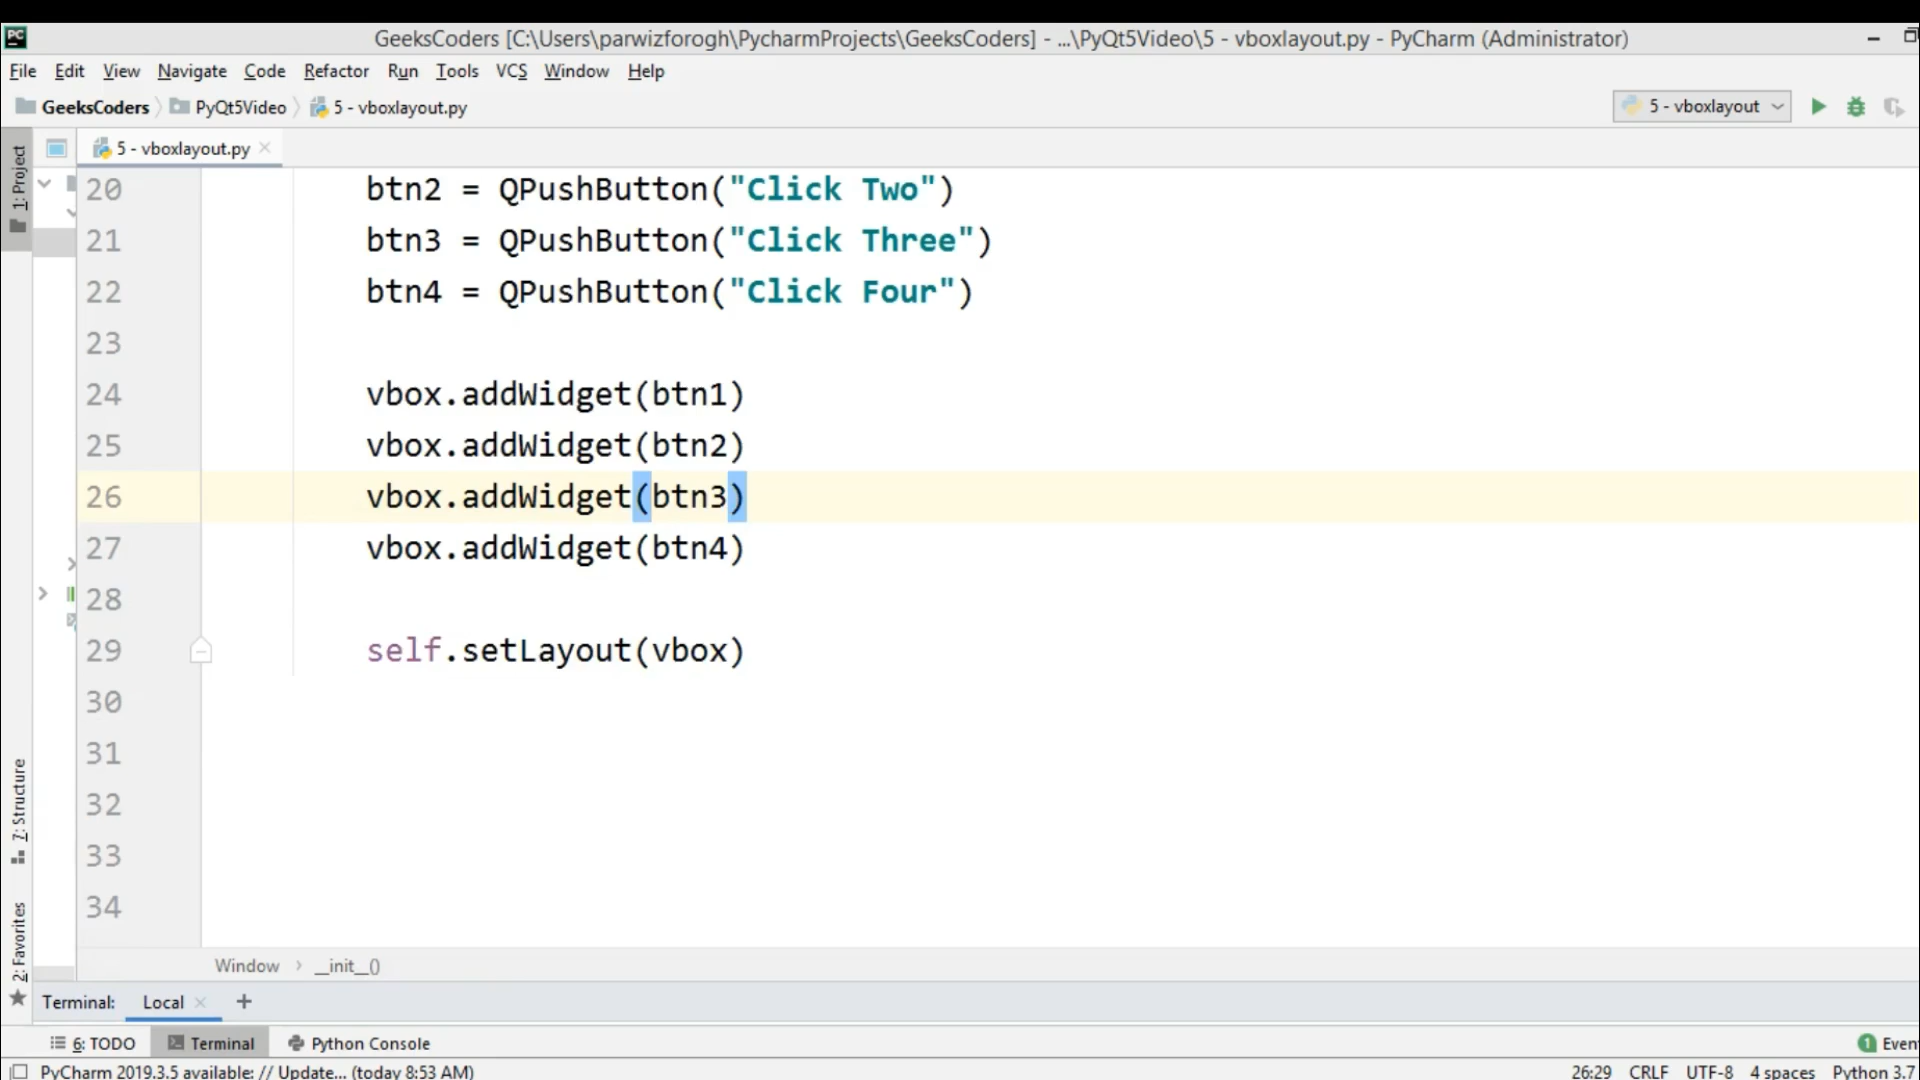 PC
GeeksCoders [C:\Users\parwizforogh\PycharmProjects\GeeksCoders] - ...\PyQt5Video\5 - vboxlayout.py - PyCharm (Administrator)
File Edit View Navigate Code Refactor Run Tools VCS Window Help
GeeksCoders PyQt5Video 5 - vboxlayout.py
5 - vboxlayout
5 - vboxlayout.py
1: Project
20 btn2 = QPushButton("Click Two")
21 btn3 = QPushButton("Click Three")
22 btn4 = QPushButton("Click Four")
23
24 vbox.addWidget(btn1)
25 vbox.addWidget(btn2)
26 vbox.addWidget(btn3)
27 vbox.addWidget(btn4)
28
29 self.setLayout(vbox)
30
31
32
33
34
7: Structure
2: Favorites
Window › __init__()
Terminal: Local +
6: TODO Terminal Python Console
1 Even
PyCharm 2019.3.5 available: // Update... (today 8:53 AM)
26:29 CRLF UTF-8 4 spaces Python 3.7